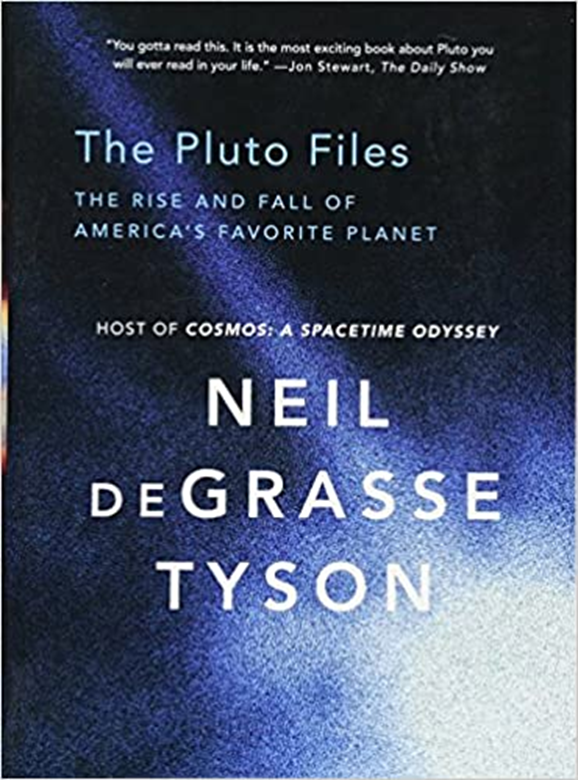 "You gotta read this. It is the most exciting book about Pluto you
will ever read in your life." —Jon Stewart, The Daily Show
The Pluto Files
THE RISE AND FALL OF
AMERICA'S FAVORITE PLANET
HOST OF COSMOS: A SPACETIME ODYSSEY
NEIL
DEGRASSE
TYSON